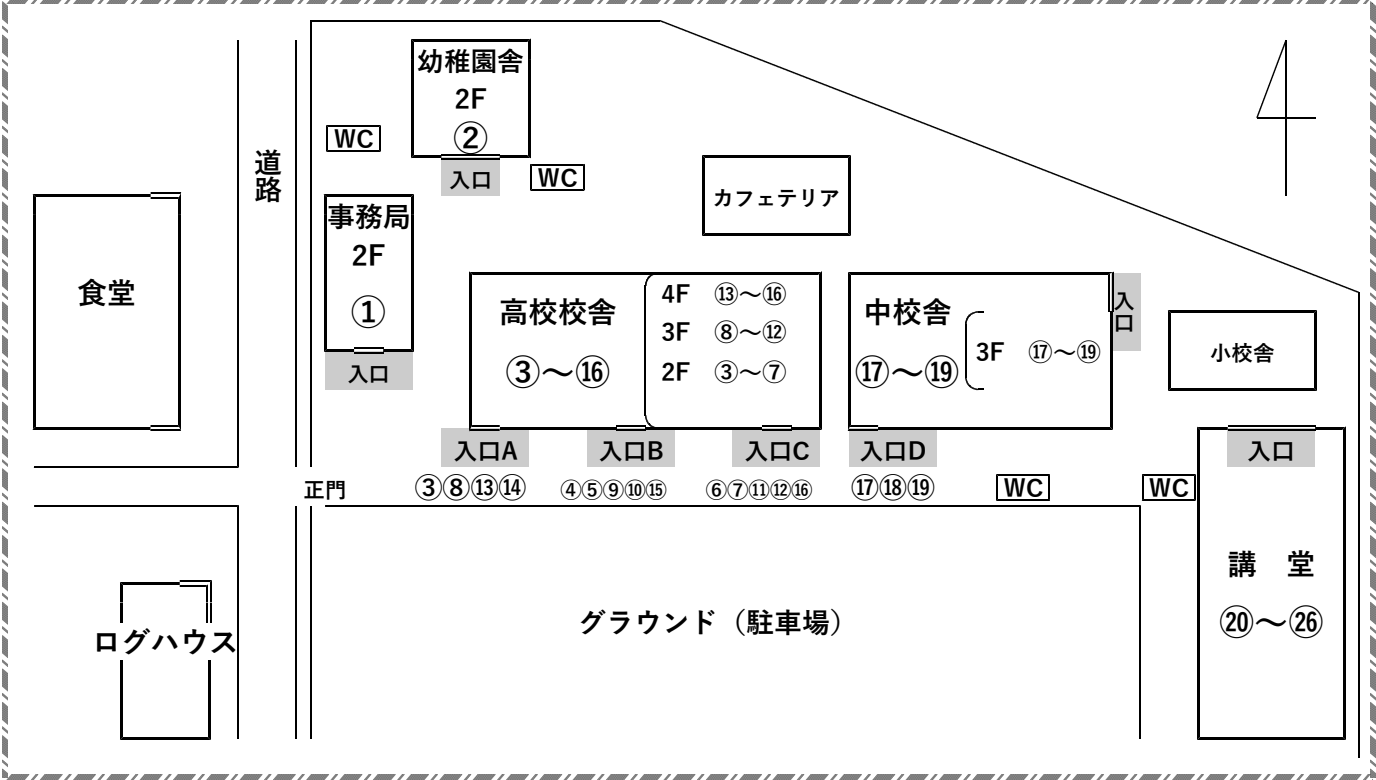 幼稚園舎
2F
②
入口
WC
WC
道路
事務局
2F
①
入口
カフェテリア
食堂
高校校舎
③～⑯
4F ⑬～⑯
3F ⑧～⑫
2F ③～⑦
中校舎
⑰～⑲
3F ⑰～⑲
入口
小校舎
入口A
入口B
入口C
入口D
入口
正門
③⑧⑬⑭
④⑤⑨⑩⑮
⑥⑦⑪⑫⑯
⑰⑱⑲
WC
WC
講 堂
⑳～㉖
グラウンド（駐車場）
ログハウス